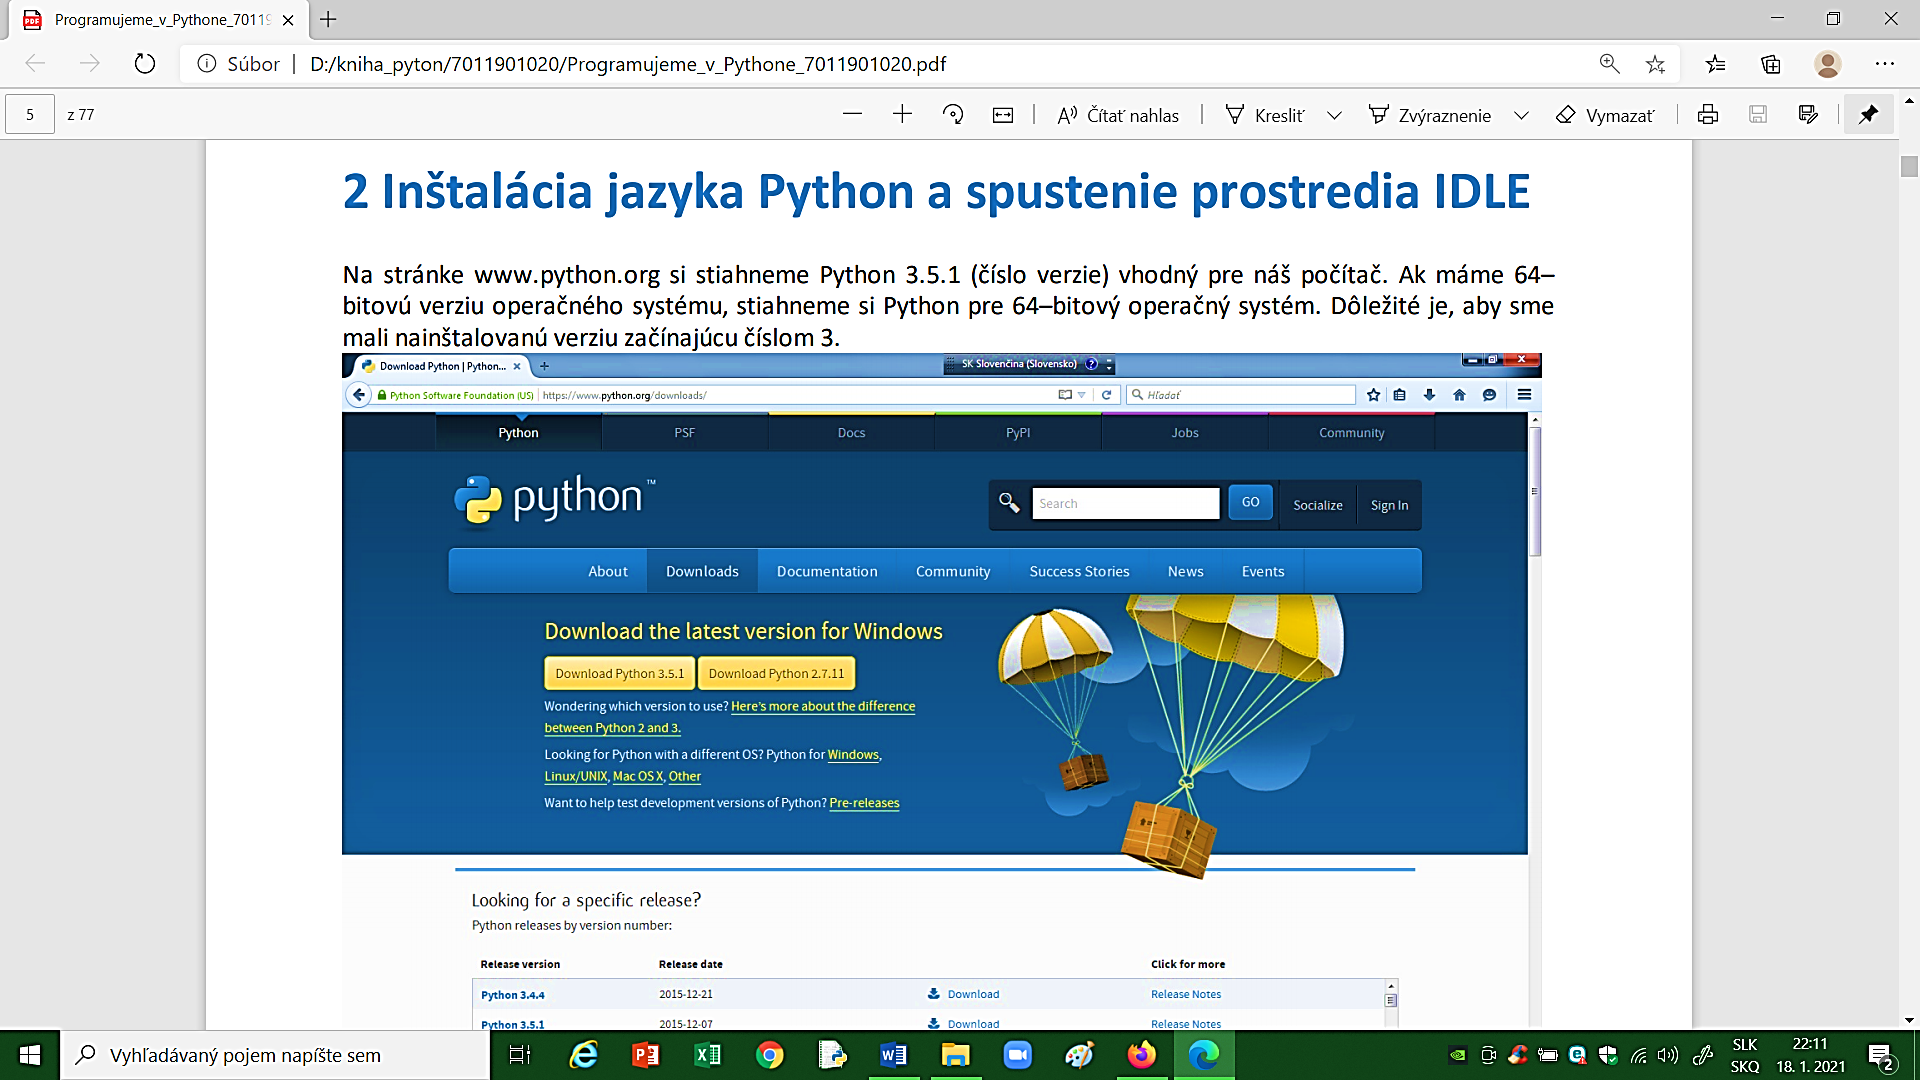 Programujeme_v_Pythone_70119
Súbor | D:/kniha_pyton/7011901020/Programujeme_v_Pythone_7011901020.pdf
5 z 77 Čítať nahlas Kresliť Zvýraznenie Vymazať
2 Inštalácia jazyka Python a spustenie prostredia IDLE
Na stránke www.python.org si stiahneme Python 3.5.1 (číslo verzie) vhodný pre náš počítač. Ak máme 64–
bitovú verziu operačného systému, stiahneme si Python pre 64–bitový operačný systém. Dôležité je, aby sme
mali nainštalovanú verziu začínajúcu číslom 3.
Download Python | Python... SK Slovenčina (Slovensko)
Python Software Foundation (US) https://www.python.org/downloads/ Hľadať
Python PSF Docs PyPI Jobs Community
python™ Search GO Socialize Sign In
About Downloads Documentation Community Success Stories News Events
Download the latest version for Windows
Download Python 3.5.1 Download Python 2.7.11
Wondering which version to use? Here's more about the difference
between Python 2 and 3.
Looking for Python with a different OS? Python for Windows,
Linux/UNIX, Mac OS X, Other
Want to help test development versions of Python? Pre-releases
Looking for a specific release?
Python releases by version number:
Release version Release date Click for more
Python 3.4.4 2015-12-21 Download Release Notes
Python 3.5.1 2015-12-07 Download Release Notes
Vyhľadávaný pojem napíšte sem
SLK 22:11
SKQ 18. 1. 2021 2